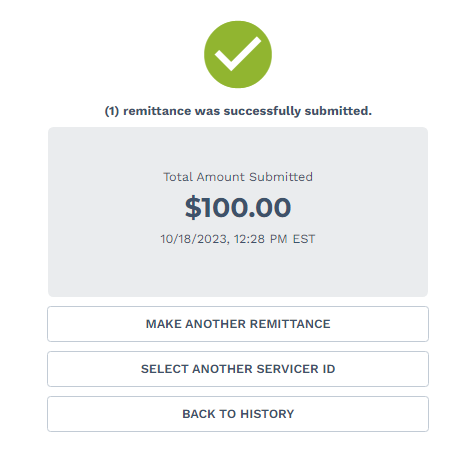 (1) remittance was successfully submitted.
Total Amount Submitted
$100.00
10/18/2023, 12:28 PM EST
MAKE ANOTHER REMITTANCE
SELECT ANOTHER SERVICER ID
BACK TO HISTORY